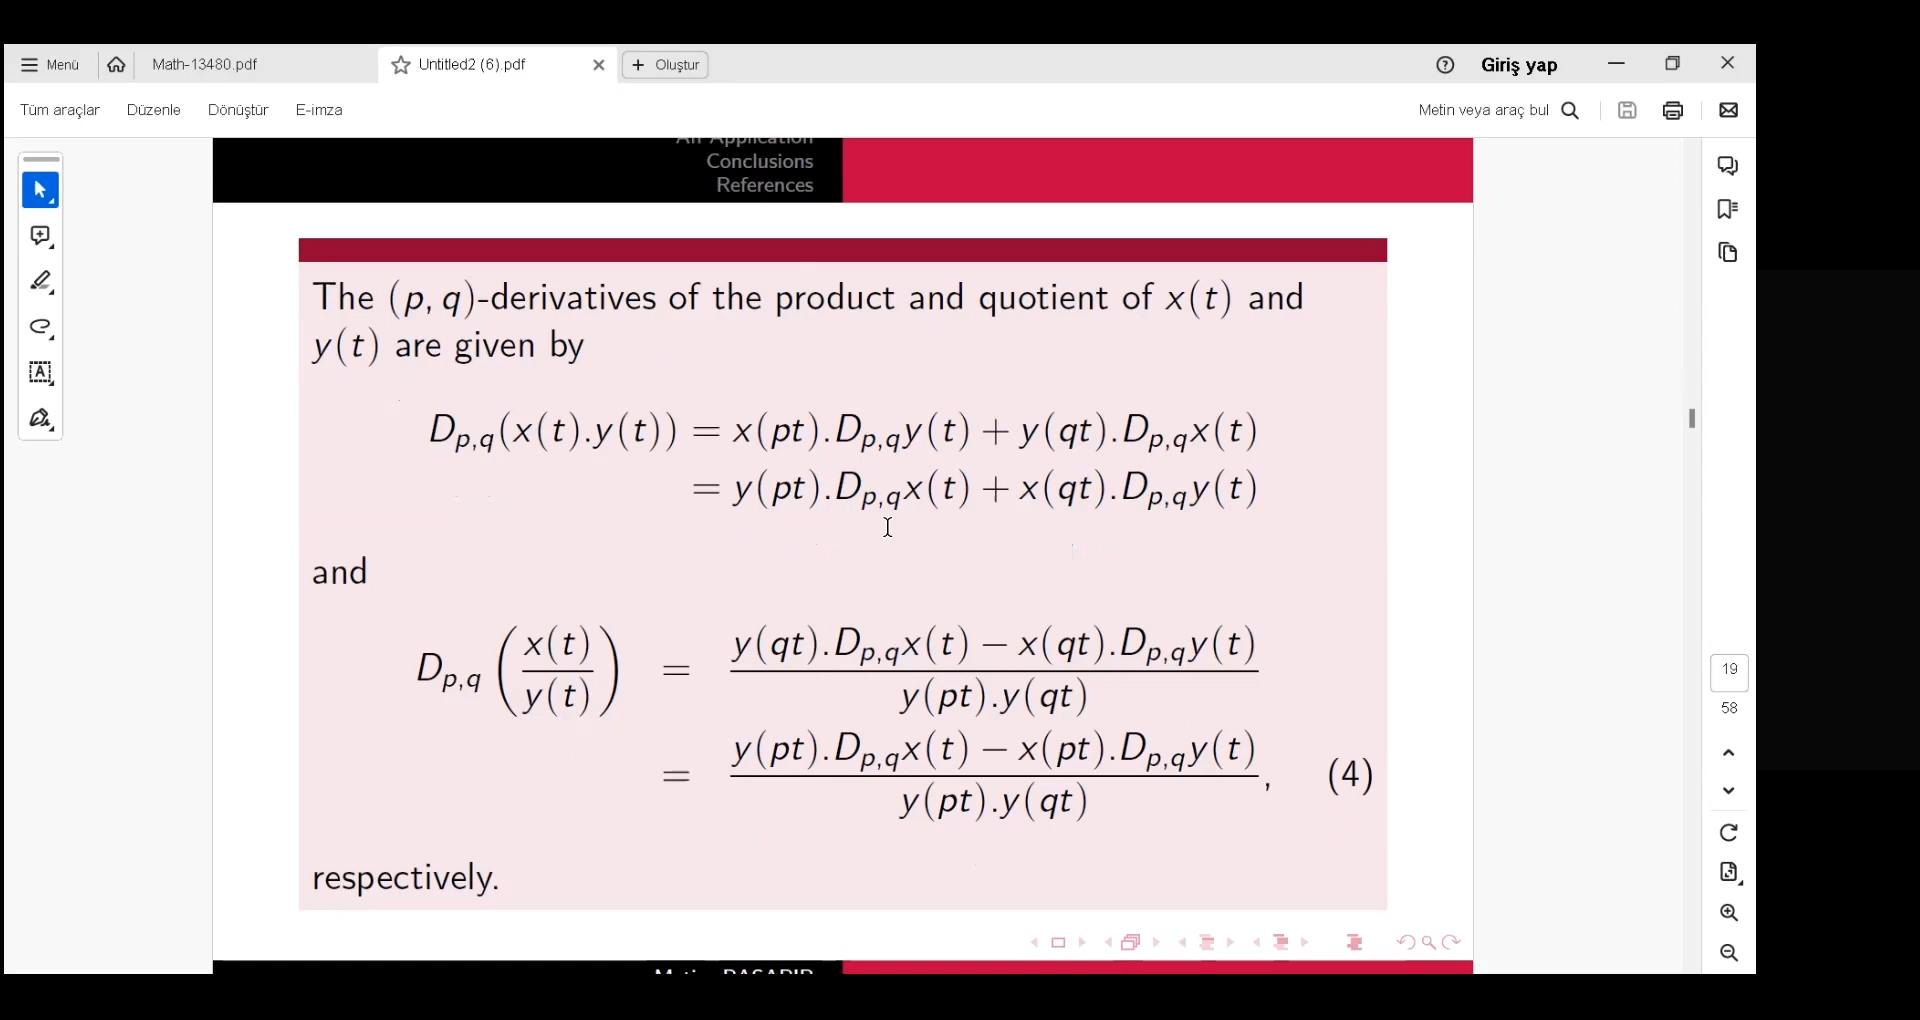 Menü
Math-13480.pdf
Untitled2 (6).pdf
Oluştur
Giriş yap
Tüm araçlar
Düzenle
Dönüştür
E-imza
Metin veya araç bul
An Application
Conclusions
References
The (p, q)-derivatives of the product and quotient of x(t) and
y(t) are given by
D_{p,q}(x(t).y(t)) = x(pt).D_{p,q}y(t) + y(qt).D_{p,q}x(t)
= y(pt).D_{p,q}x(t) + x(qt).D_{p,q}y(t)
and
D_{p,q}(x(t)/y(t)) = (y(qt).D_{p,q}x(t) − x(qt).D_{p,q}y(t))/(y(pt).y(qt))
= (y(pt).D_{p,q}x(t) − x(pt).D_{p,q}y(t))/(y(pt).y(qt)), (4)
respectively.
19
58